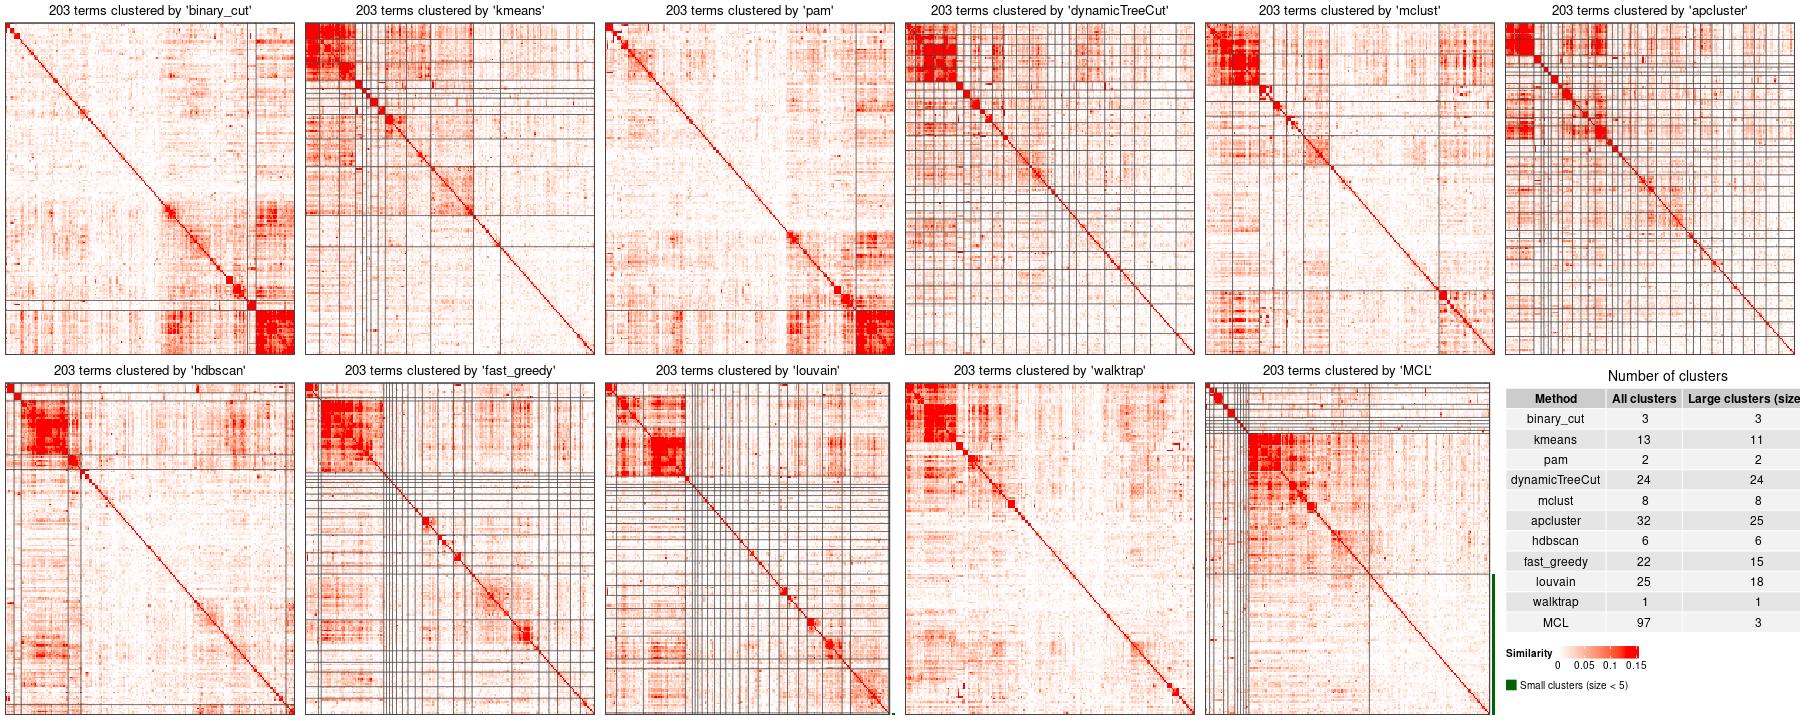 203 terms clustered by 'binary_cut'
203 terms clustered by 'kmeans'
203 terms clustered by 'pam'
203 terms clustered by 'dynamicTreeCut'
203 terms clustered by 'mclust'
203 terms clustered by 'apcluster'
203 terms clustered by 'hdbscan'
203 terms clustered by 'fast_greedy'
203 terms clustered by 'louvain'
203 terms clustered by 'walktrap'
203 terms clustered by 'MCL'
Number of clusters
Method All clusters Large clusters (size
binary_cut 3 3
kmeans 13 11
pam 2 2
dynamicTreeCut 24 24
mclust 8 8
apcluster 32 25
hdbscan 6 6
fast_greedy 22 15
louvain 25 18
walktrap 1 1
MCL 97 3
Similarity
0 0.05 0.1 0.15
Small clusters (size < 5)